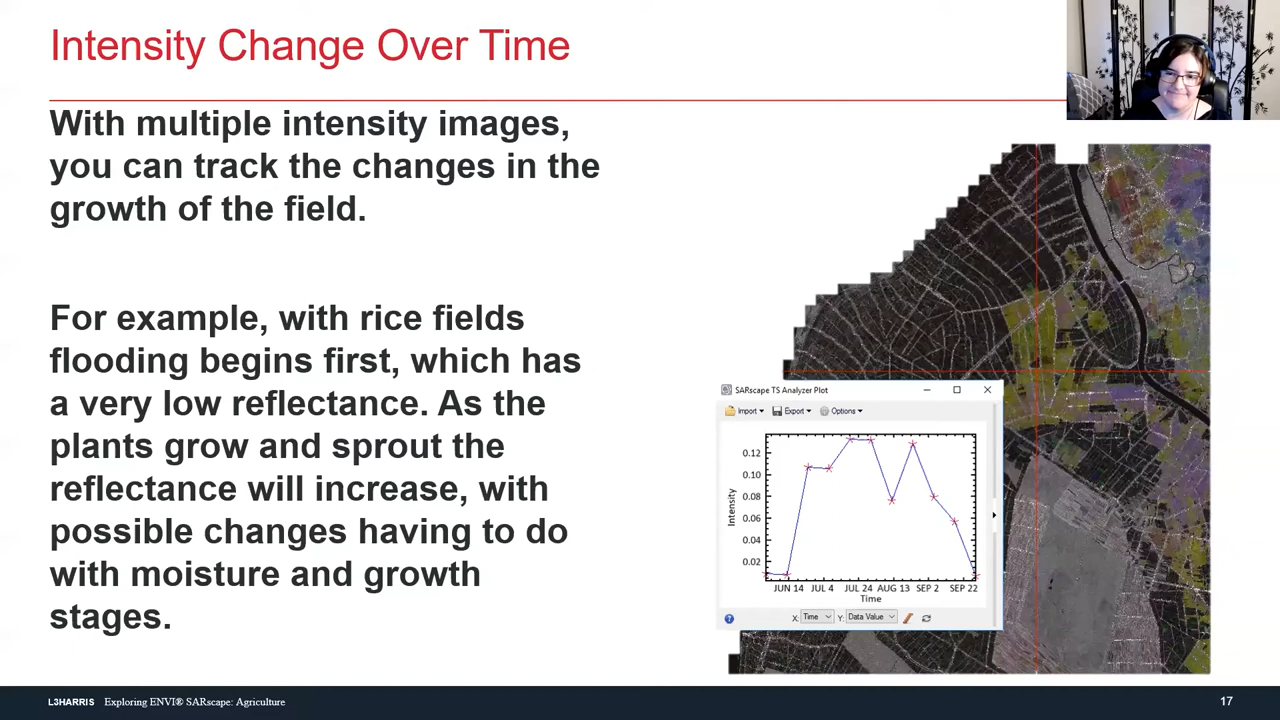 Intensity Change Over Time
With multiple intensity images,
you can track the changes in the
growth of the field.
For example, with rice fields
flooding begins first, which has
a very low reflectance. As the
plants grow and sprout the
reflectance will increase, with
possible changes having to do
with moisture and growth
stages.
SARscape TS Analyzer Plot
Import Export Options
Intensity
0.12
0.10
0.08
0.06
0.04
0.02
JUN 14 JUL 4 JUL 24 AUG 13 SEP 2 SEP 22
Time
X: Time Y: Data Value
L3HARRIS Exploring ENVI® SARscape: Agriculture 17